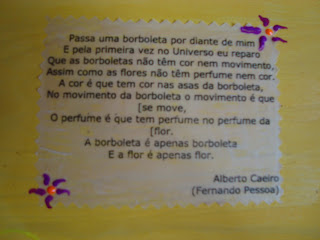 Passa uma borboleta por diante de mim
E pela primeira vez no Universo eu reparo
Que as borboletas não têm cor nem movimento,
Assim como as flores não têm perfume nem cor.
A cor é que tem cor nas asas da borboleta,
No movimento da borboleta o movimento é que
[se move,
O perfume é que tem perfume no perfume da
[flor.
A borboleta é apenas borboleta
E a flor é apenas flor.
Alberto Caeiro
(Fernando Pessoa)